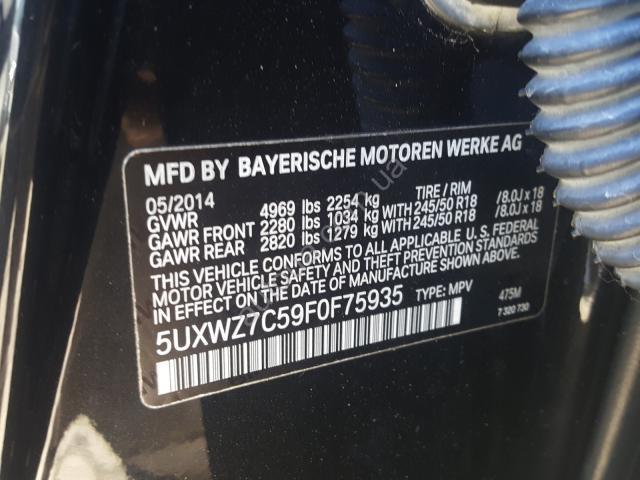 MFD BY BAYERISCHE MOTOREN WERKE AG
05/2014 TIRE / RIM
GVWR 4969 lbs 2254 kg
GAWR FRONT 2280 lbs 1034 kg WITH 245/50 R18 /8.0J x 18
GAWR REAR 2820 lbs 1279 kg WITH 245/50 R18 /8.0J x 18
THIS VEHICLE CONFORMS TO ALL APPLICABLE U.S. FEDERAL
MOTOR VEHICLE SAFETY, BUMPER, AND THEFT PREVENTION STANDARDS
IN EFFECT ON THE DATE OF MANUFACTURE SHOWN ABOVE.
5UXWZ7C59F0F75935 TYPE: MPV 475M
7 320 730